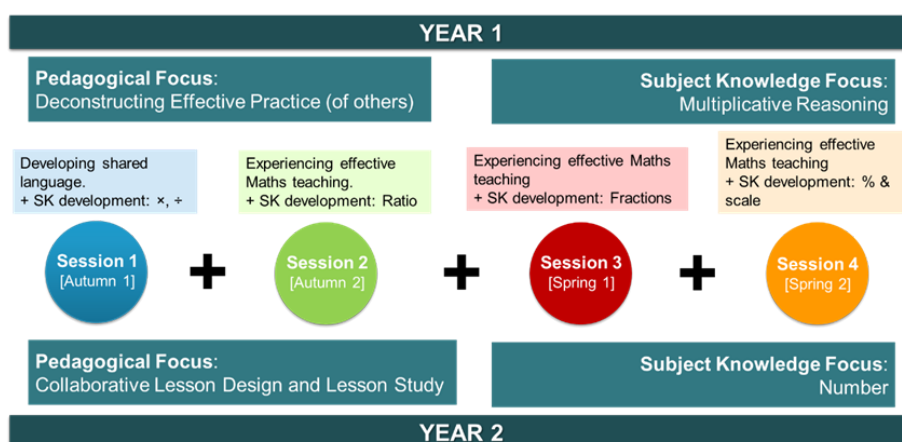 YEAR 1
Pedagogical Focus:
Deconstructing Effective Practice (of others)
Subject Knowledge Focus:
Multiplicative Reasoning
Developing shared
language.
+ SK development: ×, ÷
Experiencing effective
Maths teaching.
+ SK development: Ratio
Experiencing effective Maths
teaching
+ SK development: Fractions
Experiencing effective
Maths teaching
+ SK development: % &
scale
Session 1
[Autumn 1]
+
Session 2
[Autumn 2]
+
Session 3
[Spring 1]
+
Session 4
[Spring 2]
Pedagogical Focus:
Collaborative Lesson Design and Lesson Study
Subject Knowledge Focus:
Number
YEAR 2